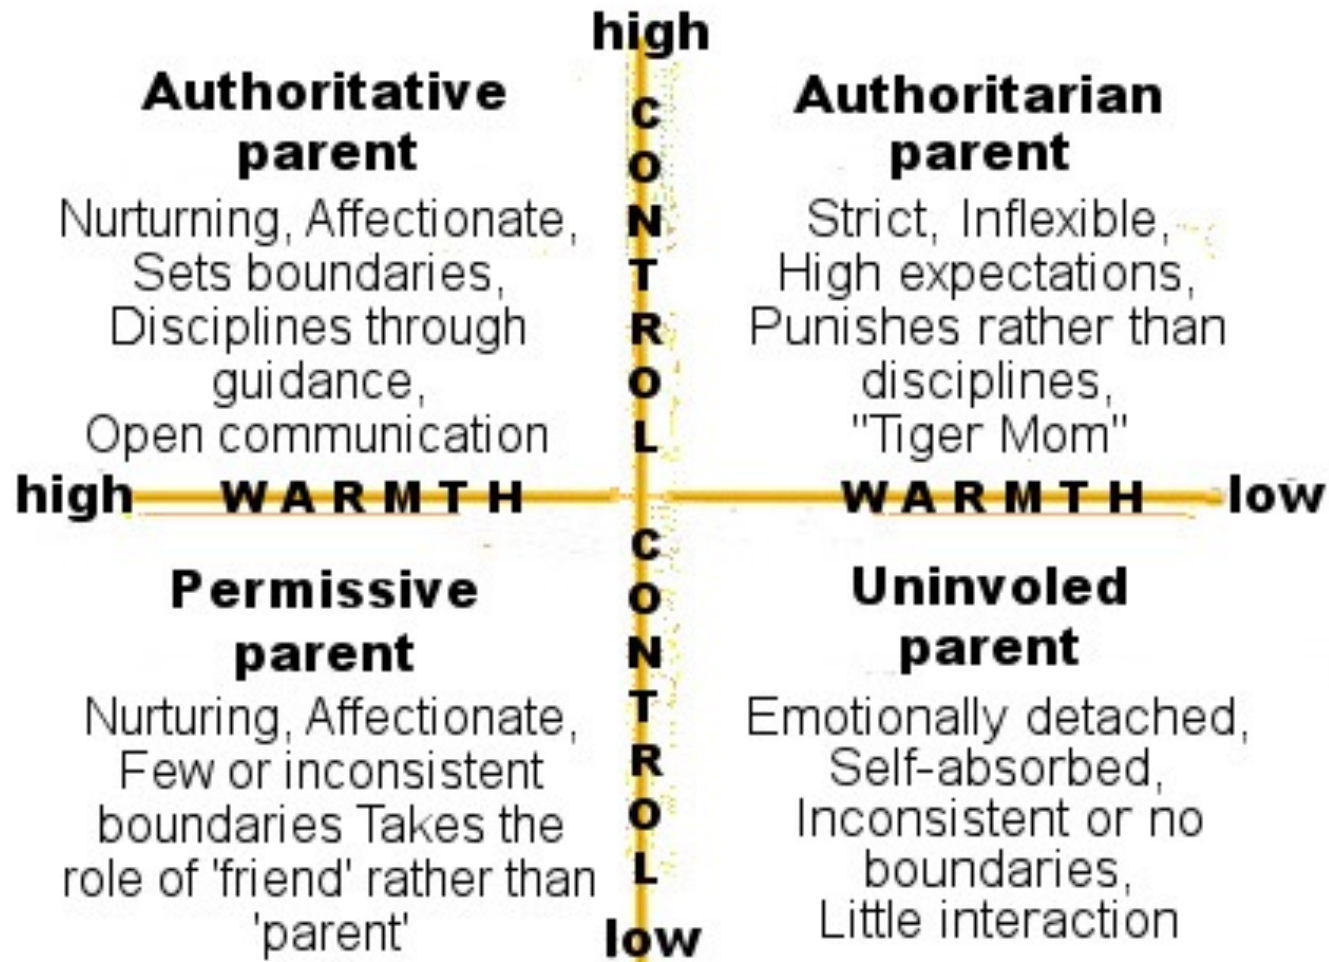 high
Authoritative
parent
Nurturning, Affectionate,
Sets boundaries,
Disciplines through
guidance,
Open communication
CONTROL
Authoritarian
parent
Strict, Inflexible,
High expectations,
Punishes rather than
disciplines,
"Tiger Mom"
high WARMTH WARMTH low
Permissive
parent
Nurturing, Affectionate,
Few or inconsistent
boundaries Takes the
role of 'friend' rather than
'parent'
CONTROL
Uninvoled
parent
Emotionally detached,
Self-absorbed,
Inconsistent or no
boundaries,
Little interaction
low